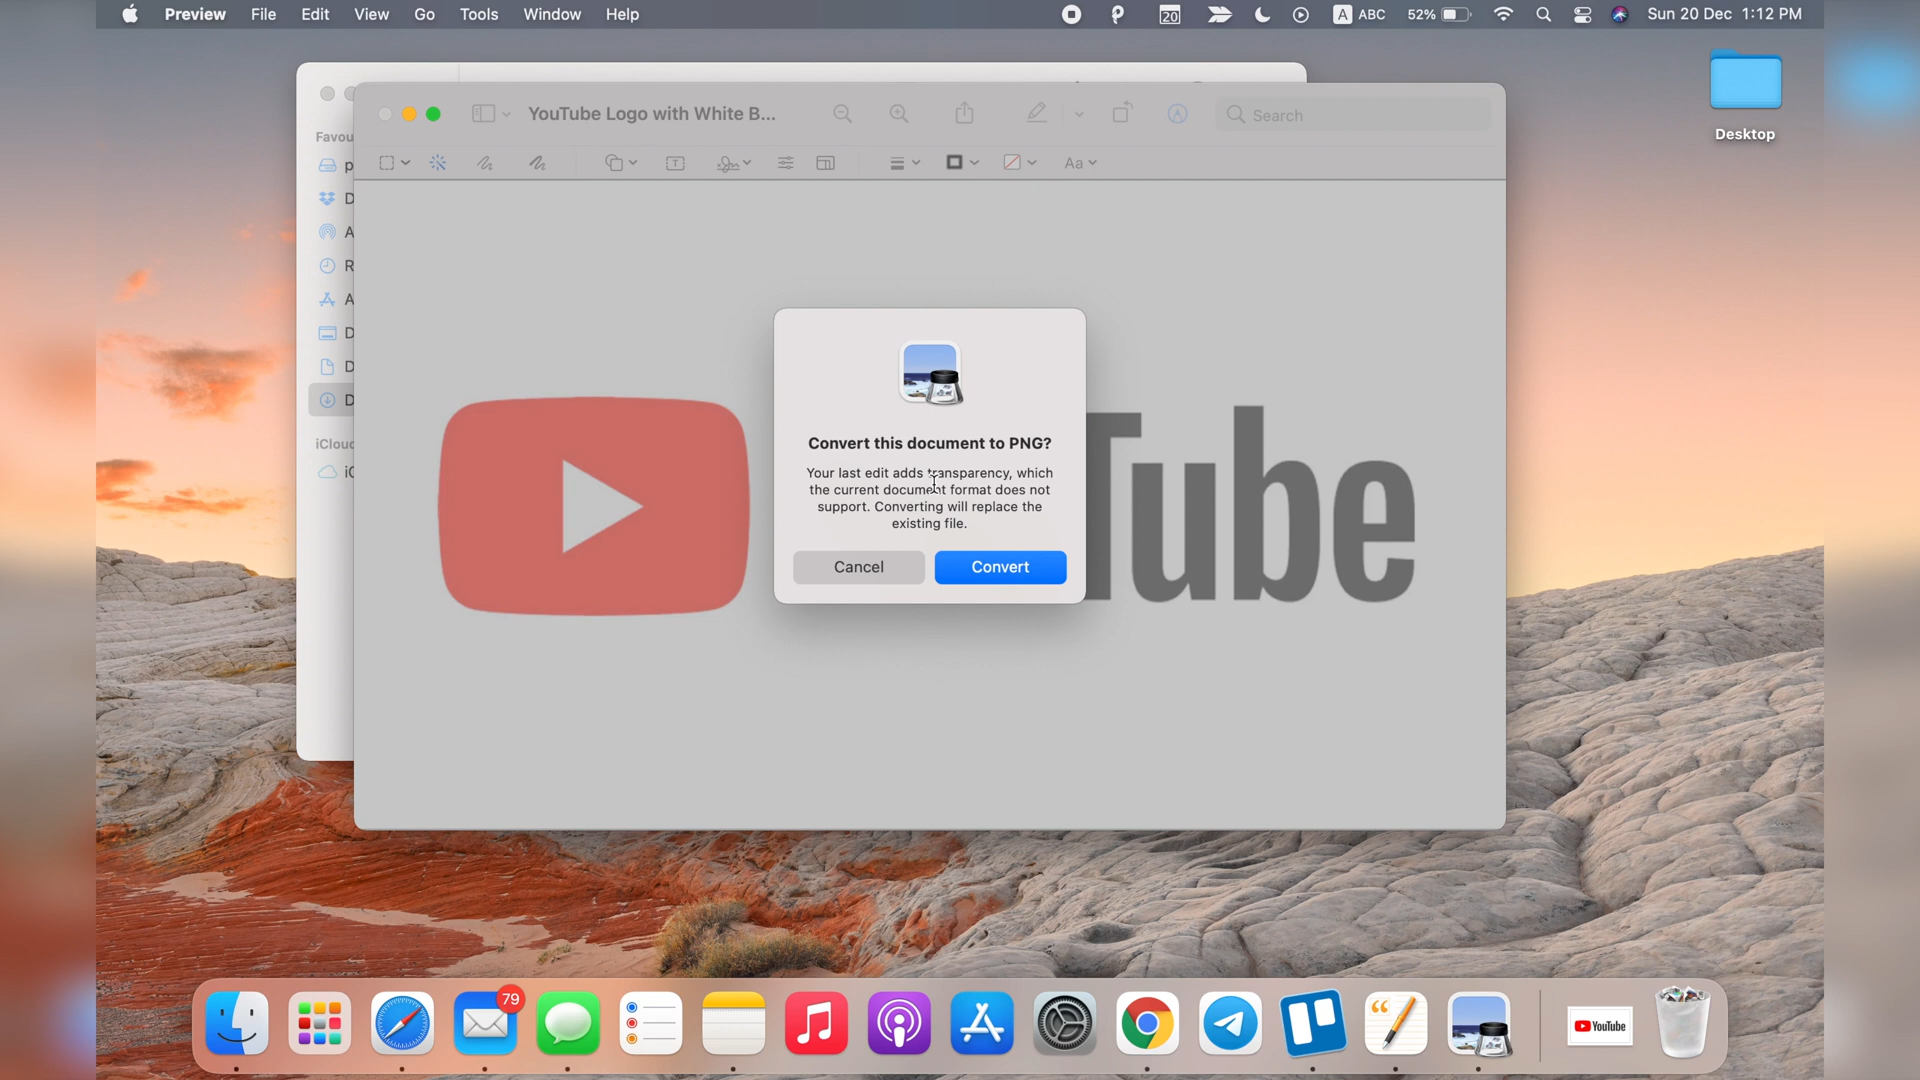 Preview File Edit View Go Tools Window Help
20 A ABC 52% Sun 20 Dec 1:12 PM
Desktop
YouTube Logo with White B...
Search
Aa
Favou
D
A
R
A
D
D
D
iCloud
iC
Tube
Convert this document to PNG?
Your last edit adds transparency, which
the current document format does not
support. Converting will replace the
existing file.
Cancel Convert
79
YouTube